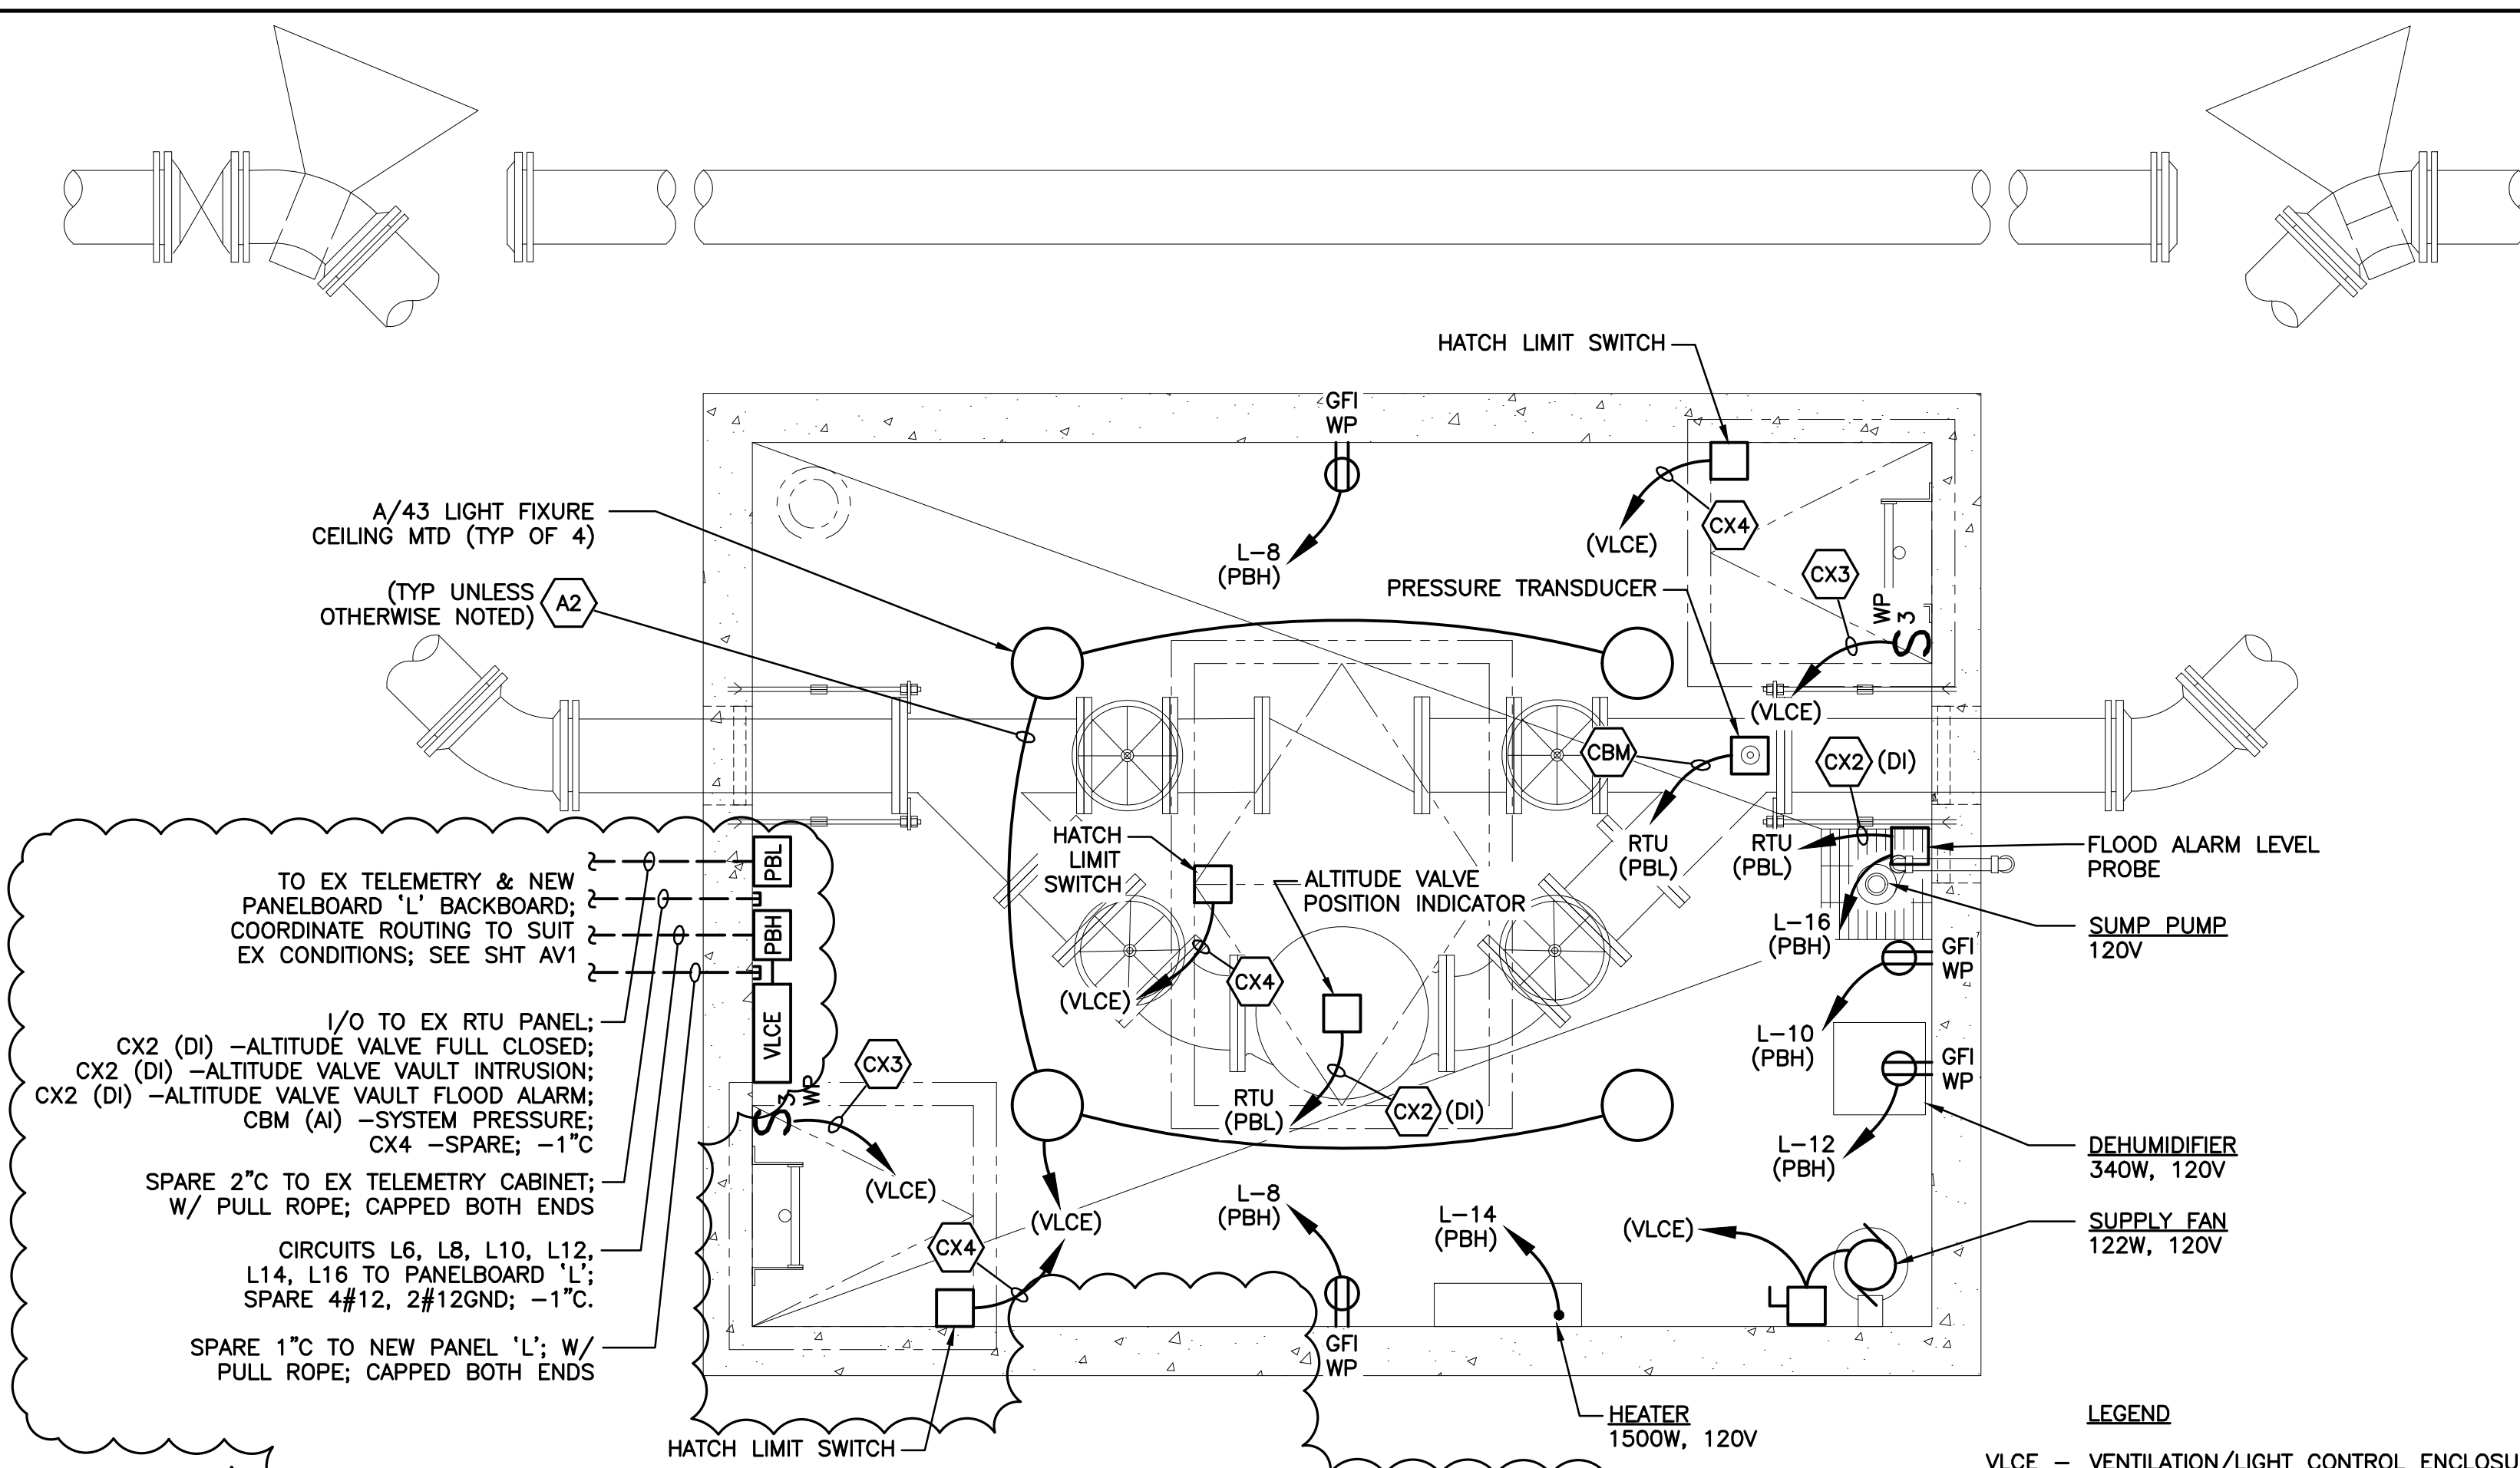 HATCH LIMIT SWITCH
GFI
WP
A/43 LIGHT FIXTURE
CEILING MTD (TYP OF 4)
L-8
(PBH)
(VLCE)
CX4
(TYP UNLESS
OTHERWISE NOTED)
A2
PRESSURE TRANSDUCER
CX3
WP
S3
(VLCE)
CBM
CX2 (DI)
RTU
(PBL)
RTU
(PBL)
FLOOD ALARM LEVEL
PROBE
HATCH
LIMIT
SWITCH
ALTITUDE VALVE
POSITION INDICATOR
L-16
(PBH)
SUMP PUMP
120V
GFI
WP
(VLCE)
CX4
L-10
(PBH)
GFI
WP
RTU
(PBL)
CX2 (DI)
L-12
(PBH)
DEHUMIDIFIER
340W, 120V
PBL
PBH
VLCE
TO EX TELEMETRY & NEW
PANELBOARD 'L' BACKBOARD;
COORDINATE ROUTING TO SUIT
EX CONDITIONS; SEE SHT AV1
I/O TO EX RTU PANEL;
CX2 (DI) -ALTITUDE VALVE FULL CLOSED;
CX2 (DI) -ALTITUDE VALVE VAULT INTRUSION;
CX2 (DI) -ALTITUDE VALVE VAULT FLOOD ALARM;
CBM (AI) -SYSTEM PRESSURE;
CX4 -SPARE; -1"C
SPARE 2"C TO EX TELEMETRY CABINET;
W/ PULL ROPE; CAPPED BOTH ENDS
CIRCUITS L6, L8, L10, L12,
L14, L16 TO PANELBOARD 'L';
SPARE 4#12, 2#12GND; -1"C.
SPARE 1"C TO NEW PANEL 'L'; W/
PULL ROPE; CAPPED BOTH ENDS
CX3
S3
WP
(VLCE)
(VLCE)
CX4
L-8
(PBH)
L-14
(PBH)
(VLCE)
SUPPLY FAN
122W, 120V
L
GFI
WP
HATCH LIMIT SWITCH
HEATER
1500W, 120V
LEGEND
VLCE - VENTILATION/LIGHT CONTROL ENCLOSU